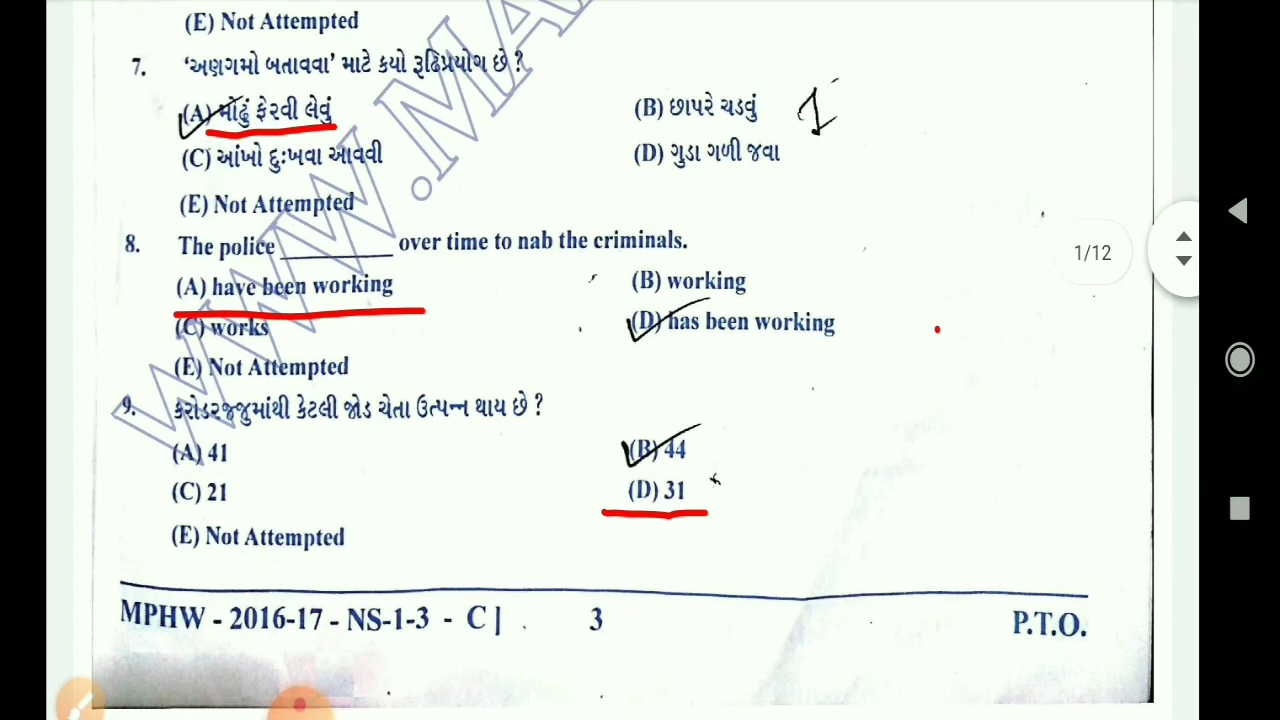 (E) Not Attempted
7. 'અણગમો બતાવવા' માટે કયો રૂઢિપ્રયોગ છે ?
(A) મોઢું ફેરવી લેવું (B) છાપરે ચડવું
(C) આંખો દુઃખવા આવવી (D) ગુડા ગળી જવા
(E) Not Attempted
8. The police ________ over time to nab the criminals.
1/12
(A) have been working (B) working
(C) works (D) has been working
(E) Not Attempted
9. કરોડરજ્જુમાંથી કેટલી જોડ ચેતા ઉત્પન્ન થાય છે ?
(A) 41 (B) 44
(C) 21 (D) 31
(E) Not Attempted
MPHW - 2016-17 - NS-1-3 - C | 3 P.T.O.
WWW.MA